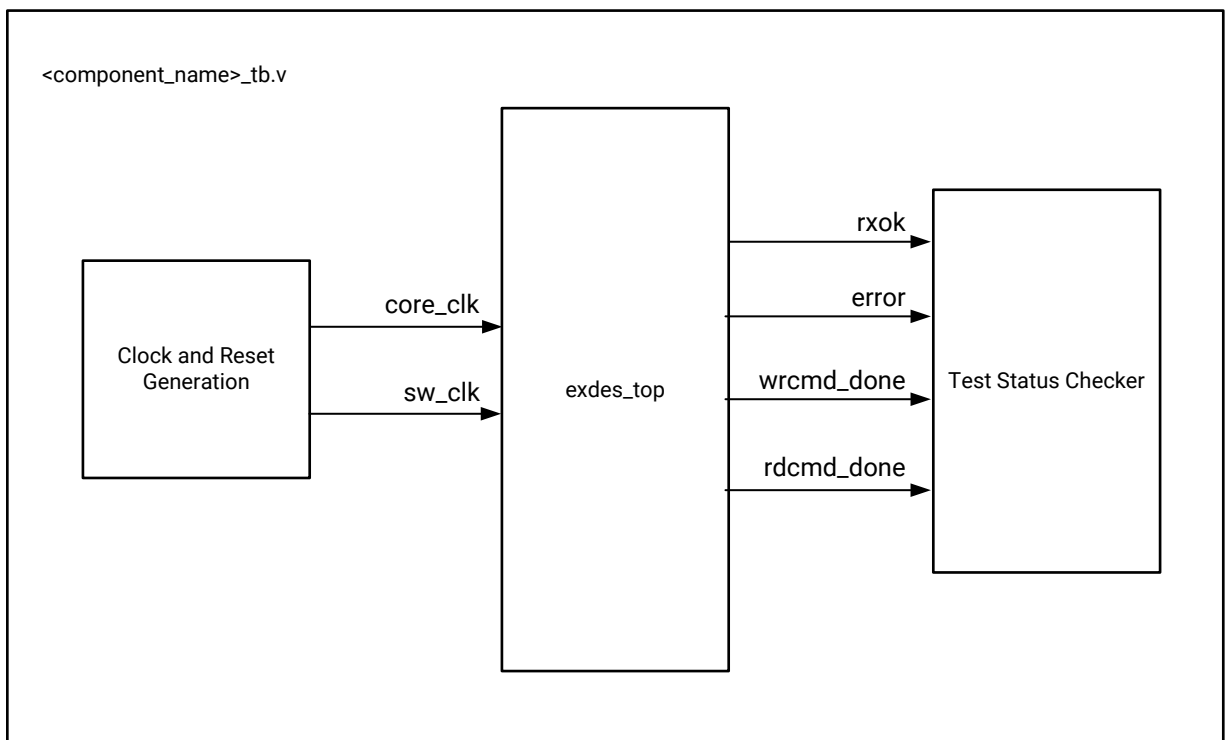 <component_name>_tb.v
Clock and Reset
Generation
core_clk
sw_clk
exdes_top
rxok
error
wrcmd_done
rdcmd_done
Test Status Checker